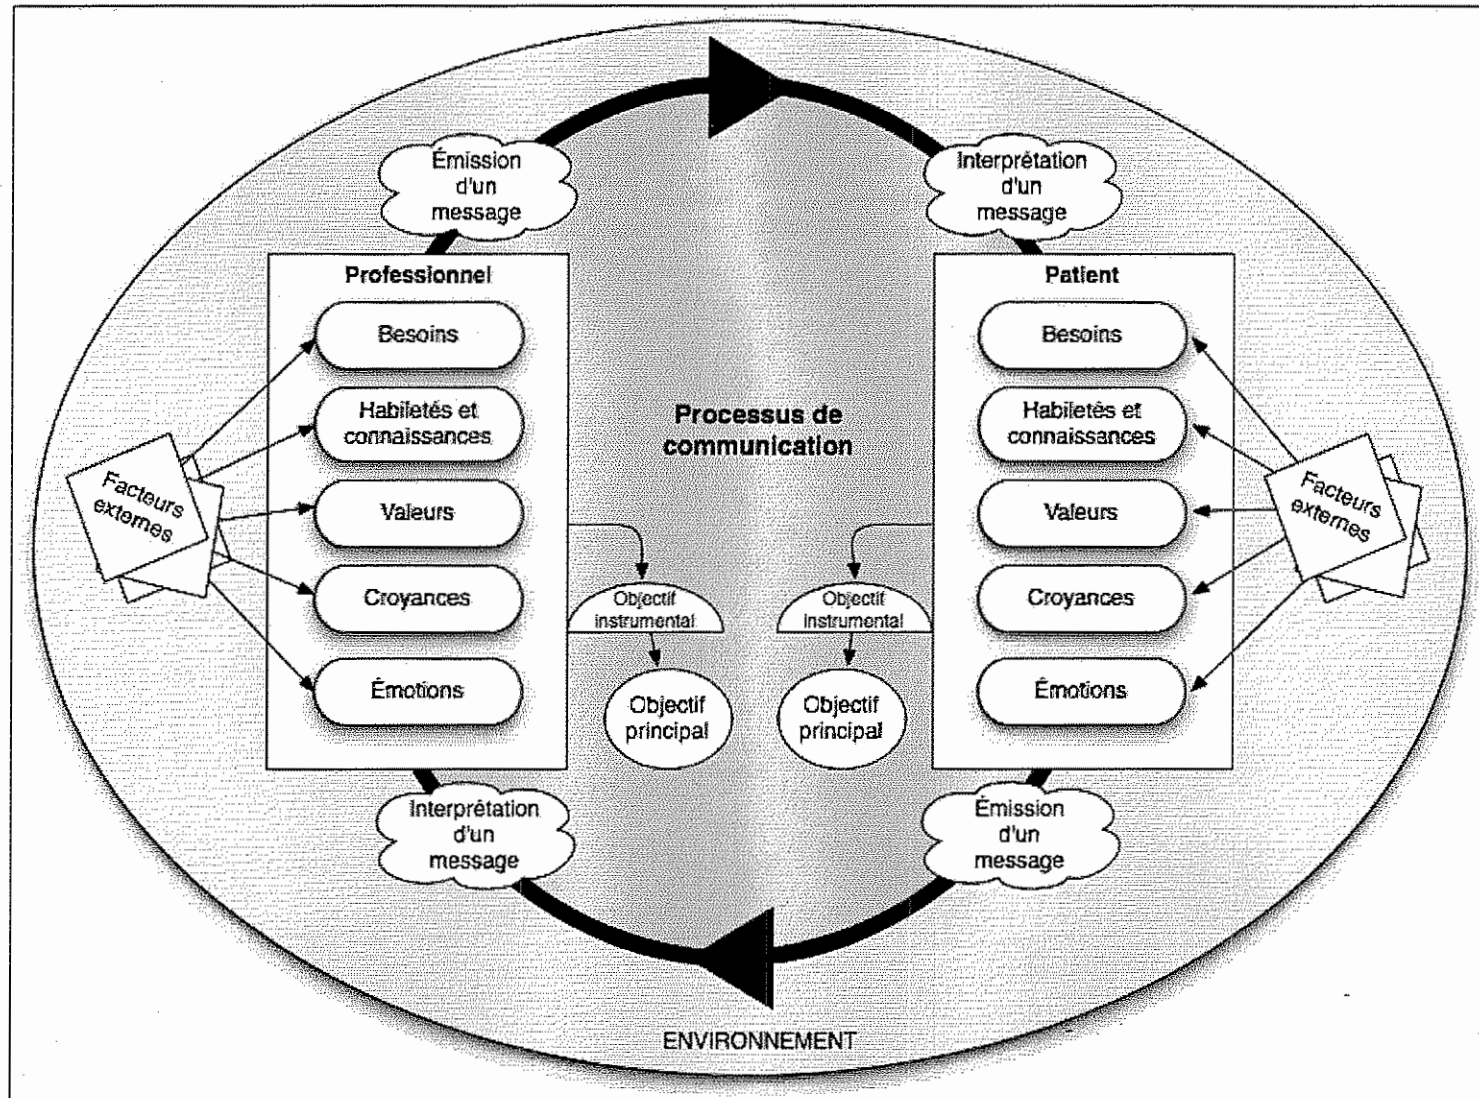 Émission
d'un
message
Interprétation
d'un
message
Professionnel
Besoins
Habiletés et
connaissances
Valeurs
Croyances
Émotions
Facteurs
externes
Processus de
communication
Objectif
instrumental
Objectif
principal
Objectif
instrumental
Objectif
principal
Patient
Besoins
Habiletés et
connaissances
Valeurs
Croyances
Émotions
Facteurs
externes
Interprétation
d'un
message
Émission
d'un
message
ENVIRONNEMENT